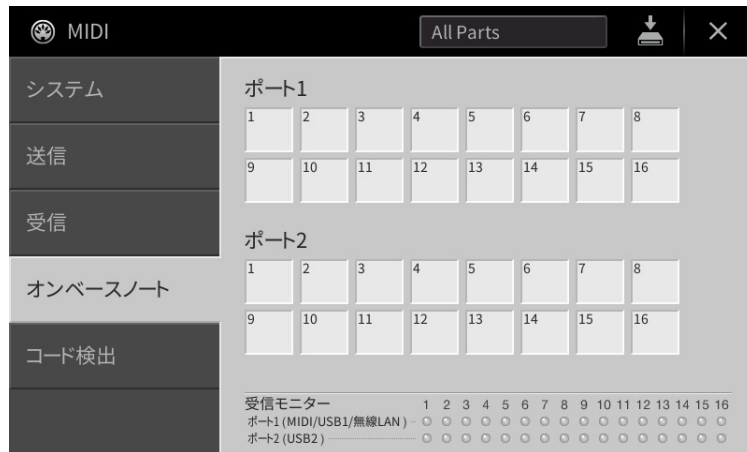 MIDI All Parts
システム
送信
受信
オンベースノート
コード検出
ポート1
1 2 3 4 5 6 7 8
9 10 11 12 13 14 15 16
ポート2
1 2 3 4 5 6 7 8
9 10 11 12 13 14 15 16
受信モニター 1 2 3 4 5 6 7 8 9 10 11 12 13 14 15 16
ポート1 (MIDI/USB1/無線LAN)
ポート2 (USB2)